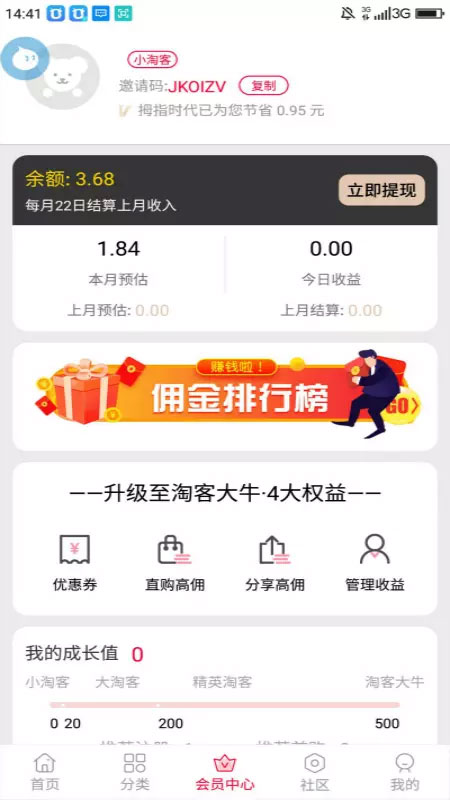 14:41
3G 3G
小淘客
邀请码:JKOIZV 复制
拇指时代已为您节省 0.95 元
余额: 3.68
立即提现
每月22日结算上月收入
1.84 0.00
本月预估 今日收益
上月预估: 0.00 上月结算: 0.00
赚钱啦！
佣金排行榜
GO
——升级至淘客大牛·4大权益——
优惠券 直购高佣 分享高佣 管理收益
我的成长值 0
小淘客 大淘客 精英淘客 淘客大牛
0 20 200 500
首页 分类 会员中心 社区 我的